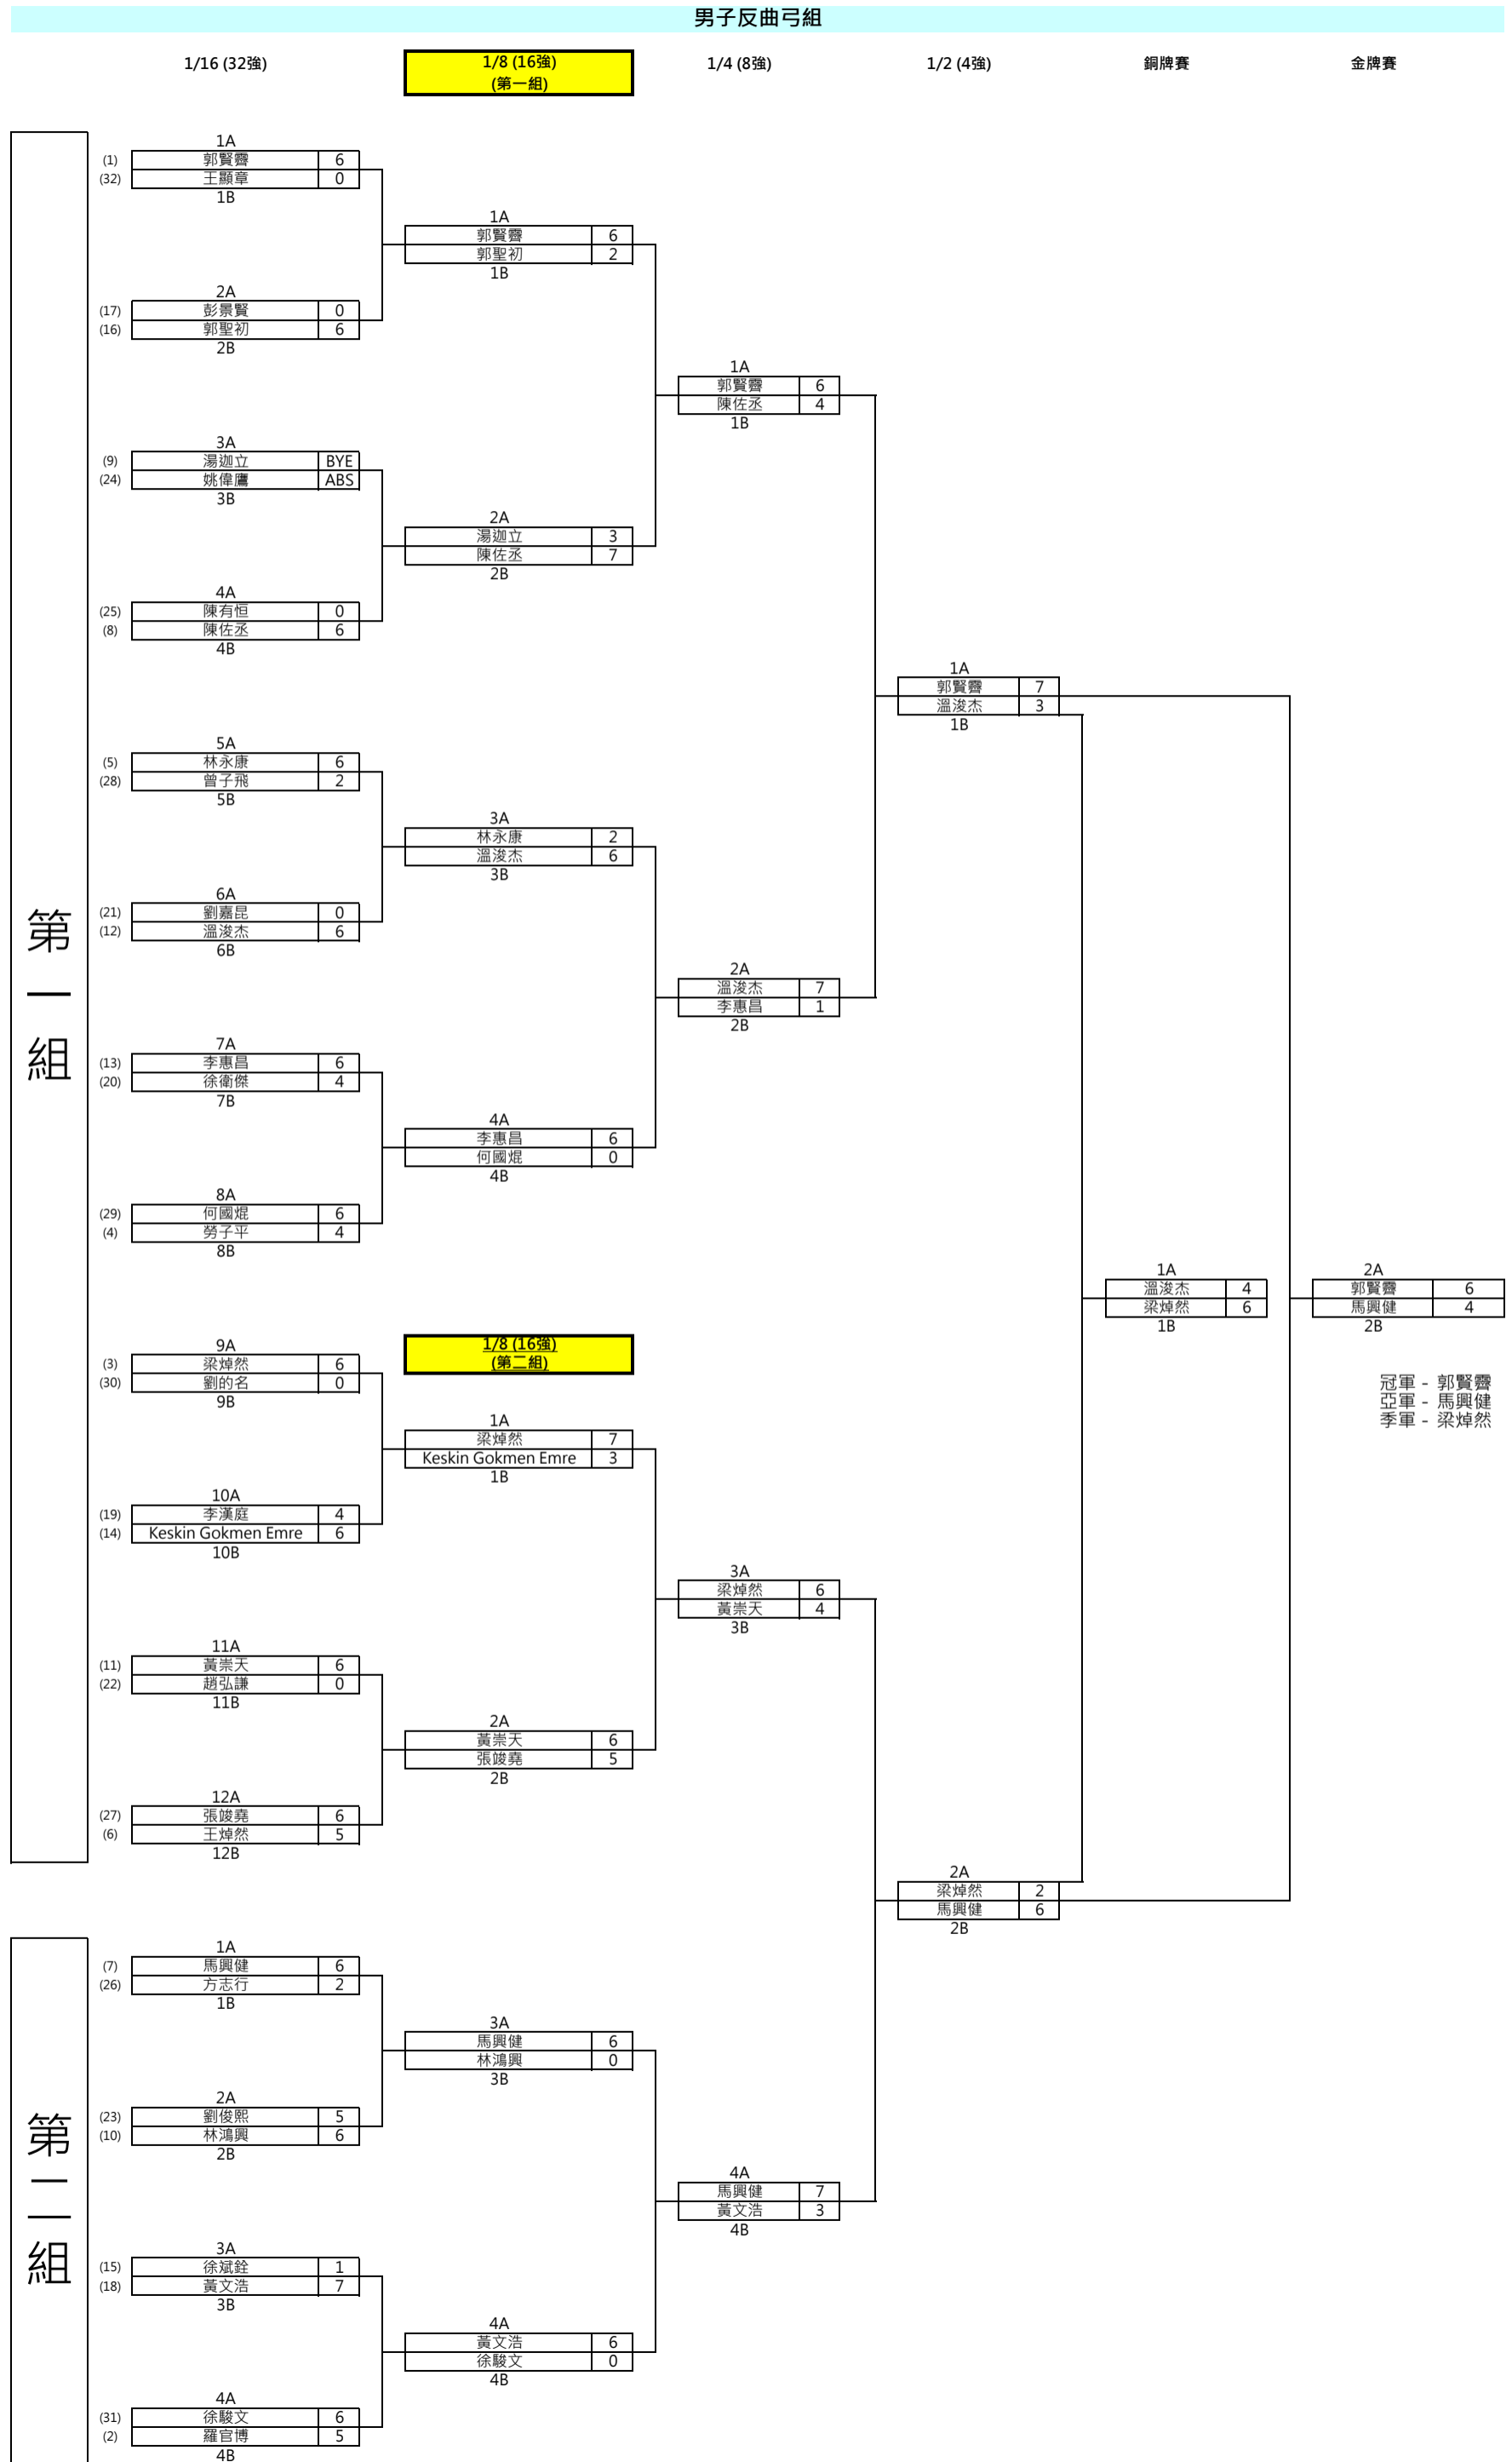 男子反曲弓組
1/16 (32強)
1/8 (16強)
(第一組)
1/4 (8強)
1/2 (4強)
銅牌賽
金牌賽
第一組
1A
(1) 郭賢霽 6
(32) 王顯章 0
1B
2A
(17) 彭景賢 0
(16) 郭聖初 6
2B
3A
(9) 湯迦立 BYE
(24) 姚偉鷹 ABS
3B
4A
(25) 陳有恒 0
(8) 陳佐丞 6
4B
5A
(5) 林永康 6
(28) 曾子飛 2
5B
6A
(21) 劉嘉昆 0
(12) 溫浚杰 6
6B
7A
(13) 李惠昌 6
(20) 徐衛傑 4
7B
8A
(29) 何國焜 6
(4) 勞子平 4
8B
9A
(3) 梁焯然 6
(30) 劉的名 0
9B
10A
(19) 李漢庭 4
(14) Keskin Gokmen Emre 6
10B
11A
(11) 黃崇天 6
(22) 趙弘謙 0
11B
12A
(27) 張竣堯 6
(6) 王焯然 5
12B
第二組
1A
(7) 馬興健 6
(26) 方志行 2
1B
2A
(23) 劉俊熙 5
(10) 林鴻興 6
2B
3A
(15) 徐斌銓 1
(18) 黃文浩 7
3B
4A
(31) 徐駿文 6
(2) 羅官博 5
4B
1A
郭賢霽 6
郭聖初 2
1B
2A
湯迦立 3
陳佐丞 7
2B
3A
林永康 2
溫浚杰 6
3B
4A
李惠昌 6
何國焜 0
4B
1/8 (16強)
(第二組)
1A
梁焯然 7
Keskin Gokmen Emre 3
1B
2A
黃崇天 6
張竣堯 5
2B
3A
馬興健 6
林鴻興 0
3B
4A
黃文浩 6
徐駿文 0
4B
1A
郭賢霽 6
陳佐丞 4
1B
2A
溫浚杰 7
李惠昌 1
2B
3A
梁焯然 6
黃崇天 4
3B
4A
馬興健 7
黃文浩 3
4B
1A
郭賢霽 7
溫浚杰 3
1B
2A
梁焯然 2
馬興健 6
2B
1A
溫浚杰 4
梁焯然 6
1B
2A
郭賢霽 6
馬興健 4
2B
冠軍 - 郭賢霽
亞軍 - 馬興健
季軍 - 梁焯然